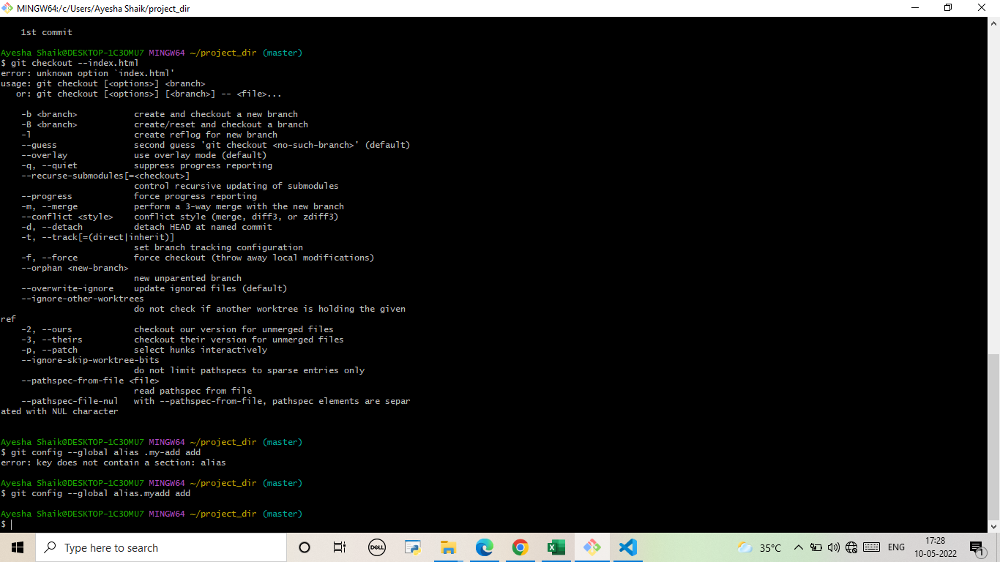 MINGW64:/c/Users/Ayesha Shaik/project_dir
    1st commit
Ayesha Shaik@DESKTOP-1C3OMU7 MINGW64 ~/project_dir (master)
$ git checkout --index.html
error: unknown option `index.html'
usage: git checkout [<options>] <branch>
   or: git checkout [<options>] [<branch>] -- <file>...
    -b <branch>           create and checkout a new branch
    -B <branch>           create/reset and checkout a branch
    -l                    create reflog for new branch
    --guess               second guess 'git checkout <no-such-branch>' (default)
    --overlay             use overlay mode (default)
    -q, --quiet           suppress progress reporting
    --recurse-submodules[=<checkout>]
                          control recursive updating of submodules
    --progress            force progress reporting
    -m, --merge           perform a 3-way merge with the new branch
    --conflict <style>    conflict style (merge, diff3, or zdiff3)
    -d, --detach          detach HEAD at named commit
    -t, --track[=(direct|inherit)]
                          set branch tracking configuration
    -f, --force           force checkout (throw away local modifications)
    --orphan <new-branch>
                          new unparented branch
    --overwrite-ignore    update ignored files (default)
    --ignore-other-worktrees
                          do not check if another worktree is holding the given
ref
    -2, --ours            checkout our version for unmerged files
    -3, --theirs          checkout their version for unmerged files
    -p, --patch           select hunks interactively
    --ignore-skip-worktree-bits
                          do not limit pathspecs to sparse entries only
    --pathspec-from-file <file>
                          read pathspec from file
    --pathspec-file-nul   with --pathspec-from-file, pathspec elements are separ
ated with NUL character
Ayesha Shaik@DESKTOP-1C3OMU7 MINGW64 ~/project_dir (master)
$ git config --global alias .my-add add
error: key does not contain a section: alias
Ayesha Shaik@DESKTOP-1C3OMU7 MINGW64 ~/project_dir (master)
$ git config --global alias.myadd add
Ayesha Shaik@DESKTOP-1C3OMU7 MINGW64 ~/project_dir (master)
$
Type here to search
DELL
35°C
ENG
17:28
10-05-2022
1